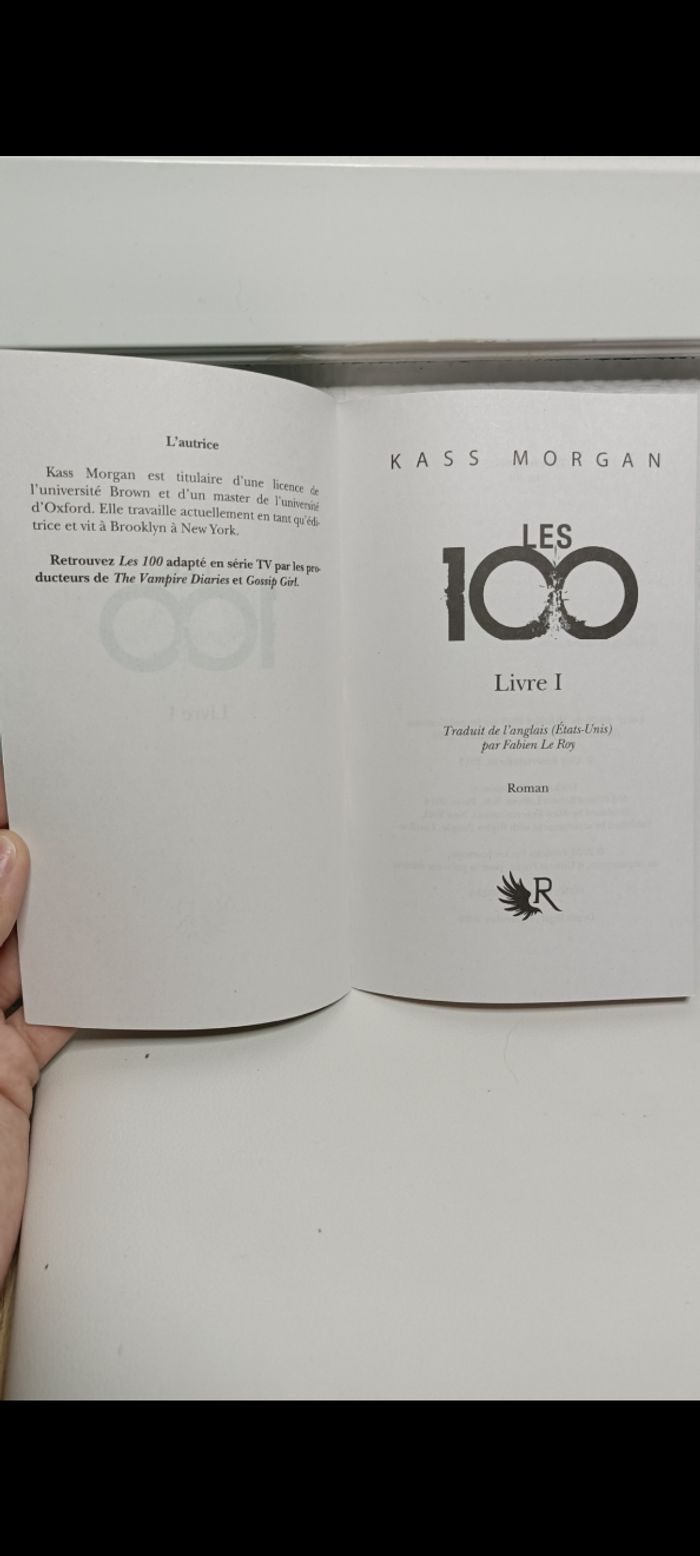 L'autrice
Kass Morgan est titulaire d'une licence de
l'université Brown et d'un master de l'université
d'Oxford. Elle travaille actuellement en tant qu'édi-
trice et vit à Brooklyn à New York.
Retrouvez Les 100 adapté en série TV par les pro-
ducteurs de The Vampire Diaries et Gossip Girl.
KASS MORGAN
LES
100
Livre I
Traduit de l'anglais (États-Unis)
par Fabien Le Roy
Roman
R